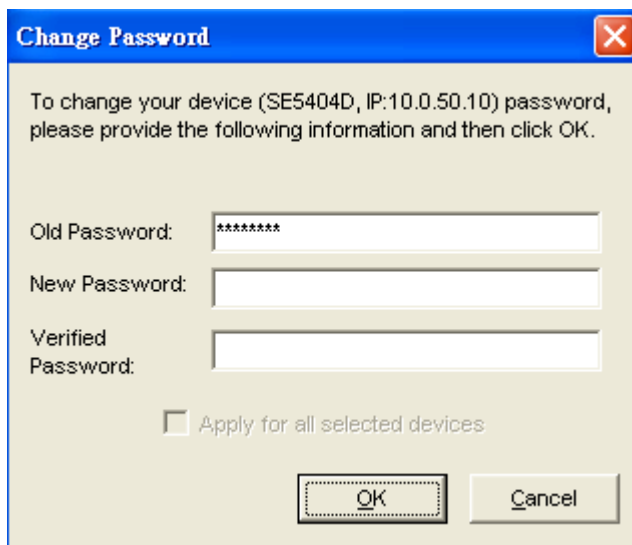 Change Password
To change your device (SE5404D, IP:10.0.50.10) password,
please provide the following information and then click OK.
Old Password: ********
New Password:
Verified
Password:
Apply for all selected devices
OK Cancel